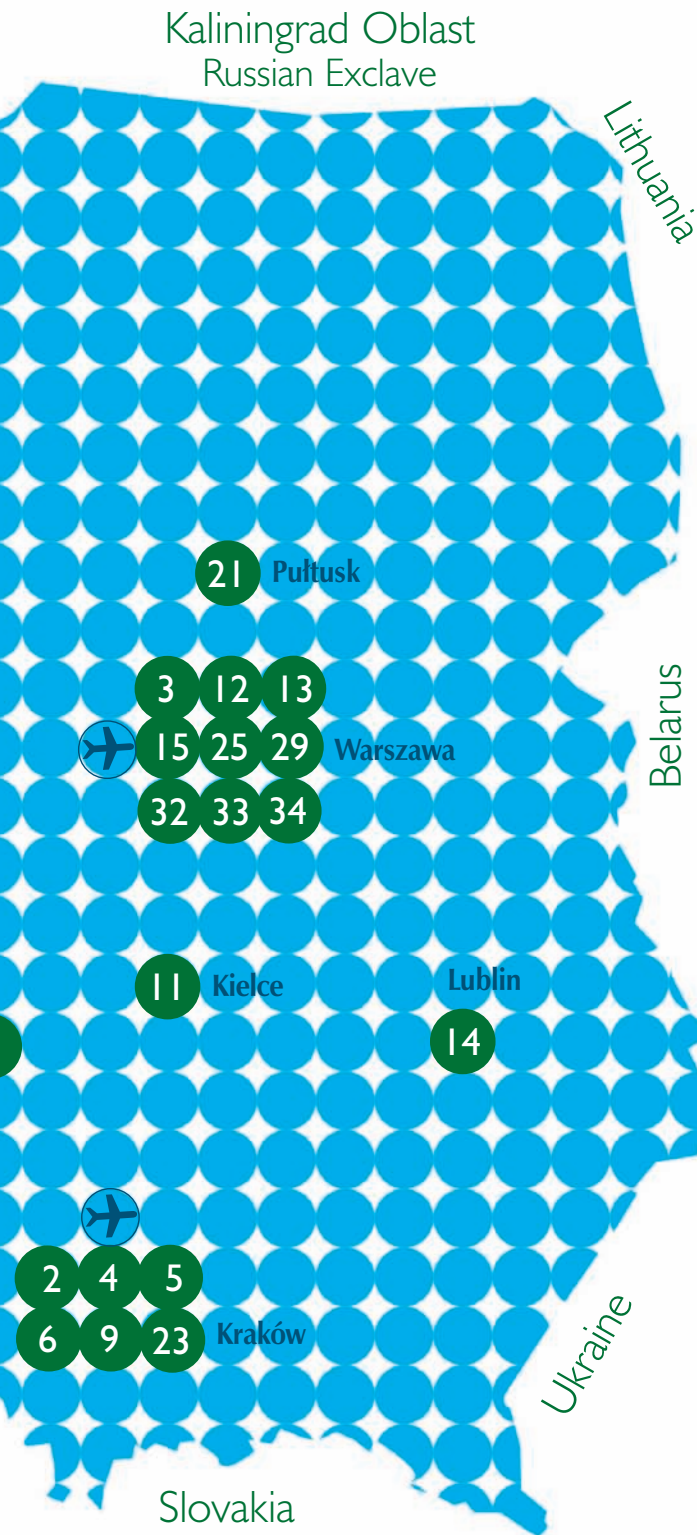 Kaliningrad Oblast
Russian Exclave
Lithuania
21 Pułtusk
3 12 13
Belarus
15 25 29 Warszawa
32 33 34
11 Kielce
Lublin
14
2 4 5
Ukraine
6 9 23 Kraków
Slovakia